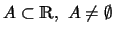 A ⊂ ℝ, A ≠ ∅